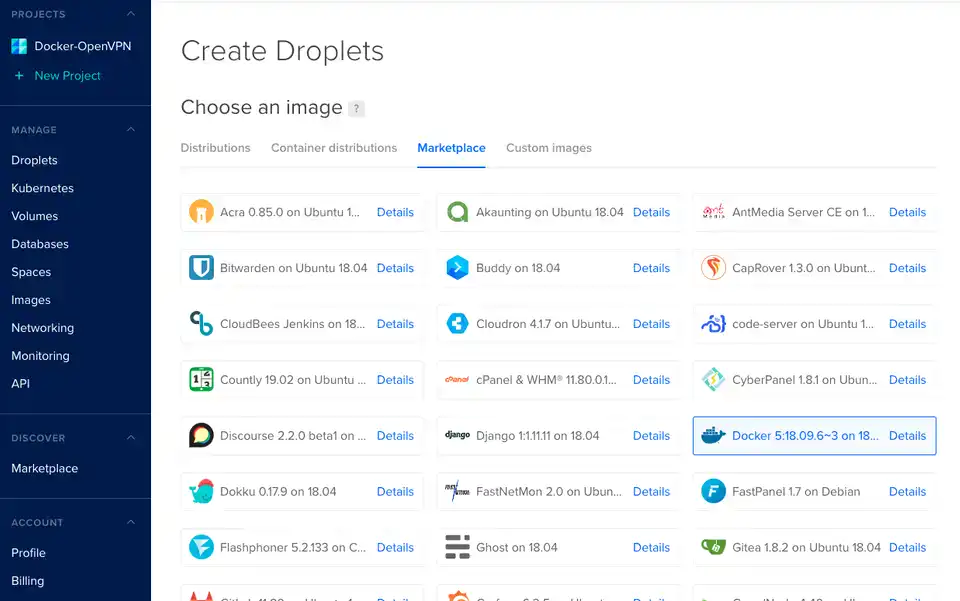 PROJECTS
Docker-OpenVPN
+ New Project
MANAGE
Droplets
Kubernetes
Volumes
Databases
Spaces
Images
Networking
Monitoring
API
DISCOVER
Marketplace
ACCOUNT
Profile
Billing
Create Droplets
Choose an image ?
Distributions Container distributions Marketplace Custom images
Acra 0.85.0 on Ubuntu 1... Details Akaunting on Ubuntu 18.04 Details Ant Media AntMedia Server CE on 1... Details
Bitwarden on Ubuntu 18.04 Details Buddy on 18.04 Details CapRover 1.3.0 on Ubunt... Details
CloudBees Jenkins on 18... Details Cloudron 4.1.7 on Ubuntu... Details code-server on Ubuntu 1... Details
Countly 19.02 on Ubuntu ... Details cPanel cPanel & WHM® 11.80.0.1... Details CyberPanel 1.8.1 on Ubun... Details
Discourse 2.2.0 beta1 on ... Details django Django 1:1.11.11 on 18.04 Details Docker 5:18.09.6~3 on 18... Details
Dokku 0.17.9 on 18.04 Details FastNetMon 2.0 on Ubun... Details F FastPanel 1.7 on Debian Details
Flashphoner 5.2.133 on C... Details Ghost on 18.04 Details Gitea 1.8.2 on Ubuntu 18.04 Details